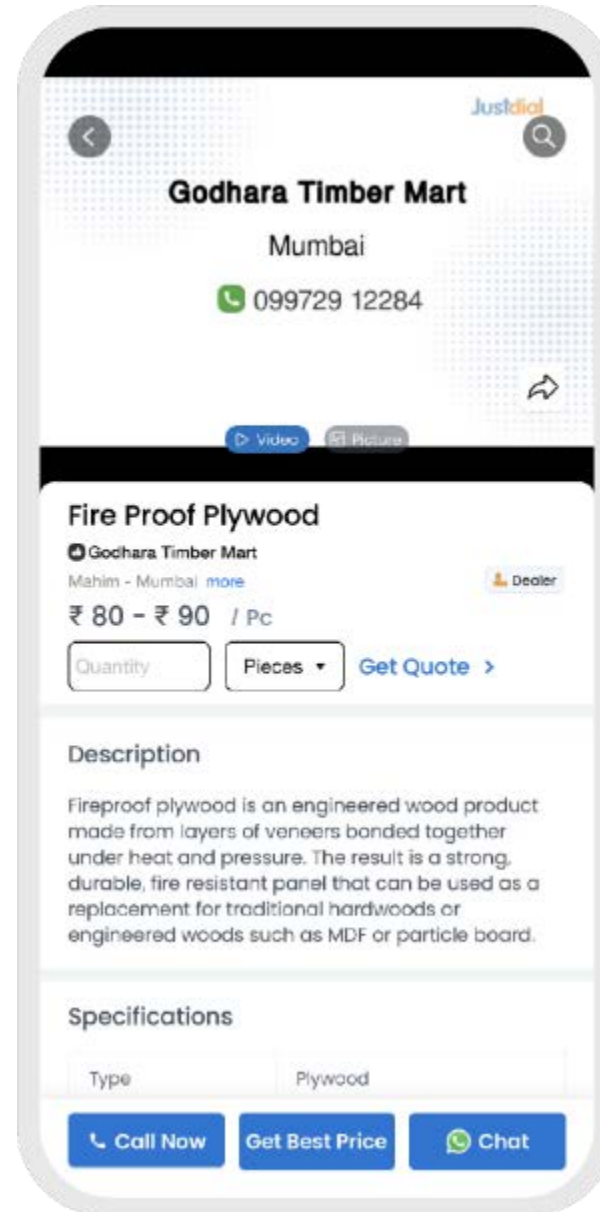 Justdial
Godhara Timber Mart
Mumbai
099729 12284
Video Picture
Fire Proof Plywood
Godhara Timber Mart
Mahim - Mumbai more
Dealer
₹ 80 - ₹ 90 / Pc
Quantity Pieces Get Quote >
Description
Fireproof plywood is an engineered wood product
made from layers of veneers bonded together
under heat and pressure. The result is a strong,
durable, fire resistant panel that can be used as a
replacement for traditional hardwoods or
engineered woods such as MDF or particle board.
Specifications
Type Plywood
Call Now Get Best Price Chat